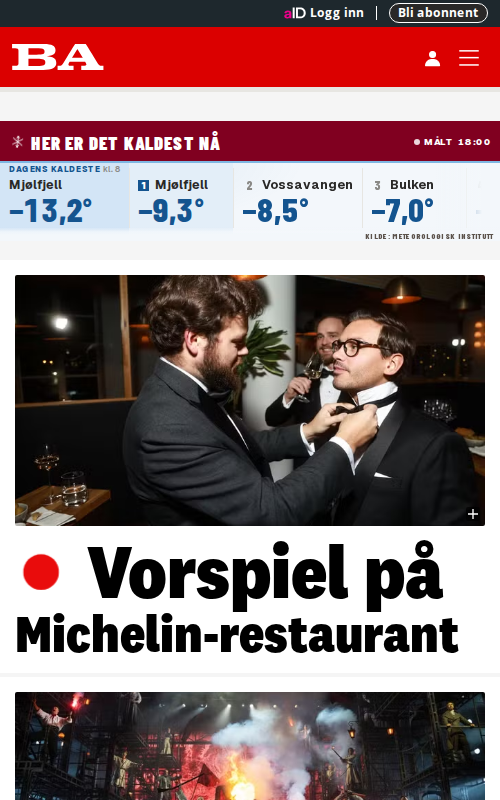 aID Logg inn
Bli abonnent
BA
HER ER DET KALDEST NÅ
MÅLT 18:00
DAGENS KALDESTE kl. 8
Mjølfjell
−13,2°
1 Mjølfjell
−9,3°
2 Vossavangen
−8,5°
3 Bulken
−7,0°
KILDE: METEOROLOGISK INSTITUTT
Vorspiel på
Michelin-restaurant